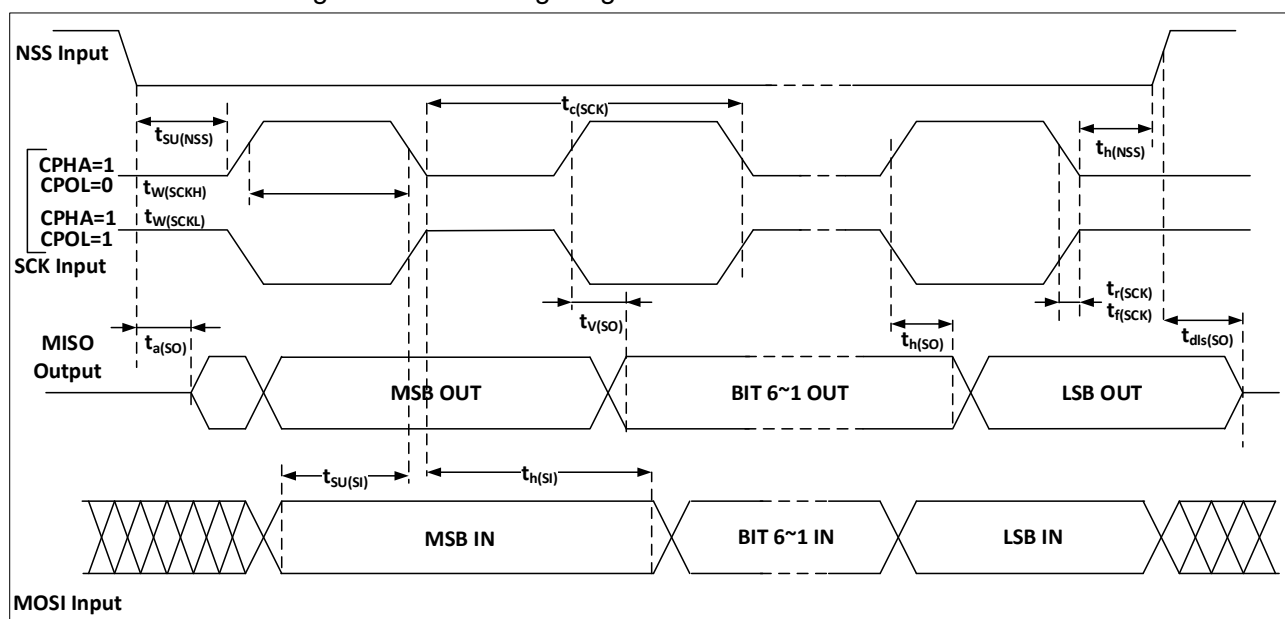 NSS Input
tc(SCK)
tSU(NSS)
th(NSS)
CPHA=1
CPOL=0
tW(SCKH)
CPHA=1
tW(SCKL)
CPOL=1
SCK Input
tr(SCK)
tf(SCK)
ta(SO)
tV(SO)
th(SO)
tdis(SO)
MISO
Output
MSB OUT
BIT 6~1 OUT
LSB OUT
tSU(SI)
th(SI)
MSB IN
BIT 6~1 IN
LSB IN
MOSI Input